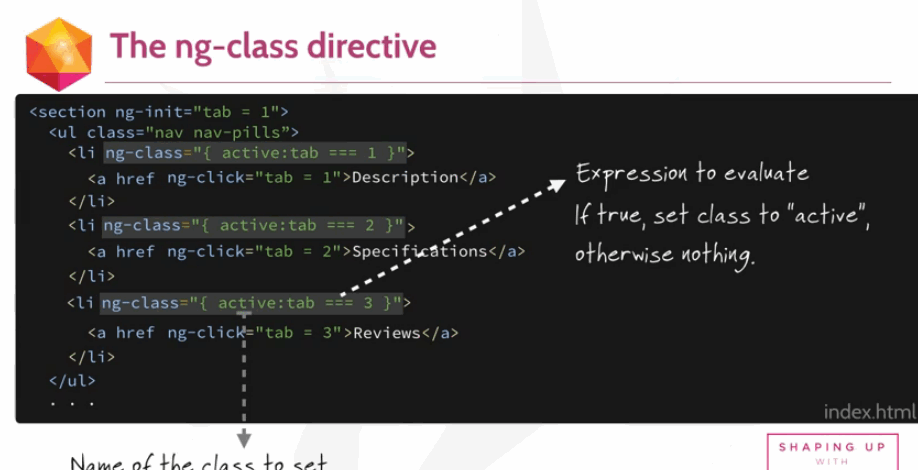 The ng-class directive
<section ng-init="tab = 1">
<ul class="nav nav-pills”>
<li ng-class="{ active:tab === 1 }">
<a href ng-click="tab = 1">Description</a>
</li>
<li ng-class="{ active:tab === 2 }">
<a href ng-click="tab = 2">Specifications</a>
</li>
<li ng-class="{ active:tab === 3 }">
<a href ng-click="tab = 3">Reviews</a>
</li>
</ul>
. . .
Expression to evaluate
If true, set class to "active",
otherwise nothing.
index.html
Name of the class to set
SHAPING UP
WITH